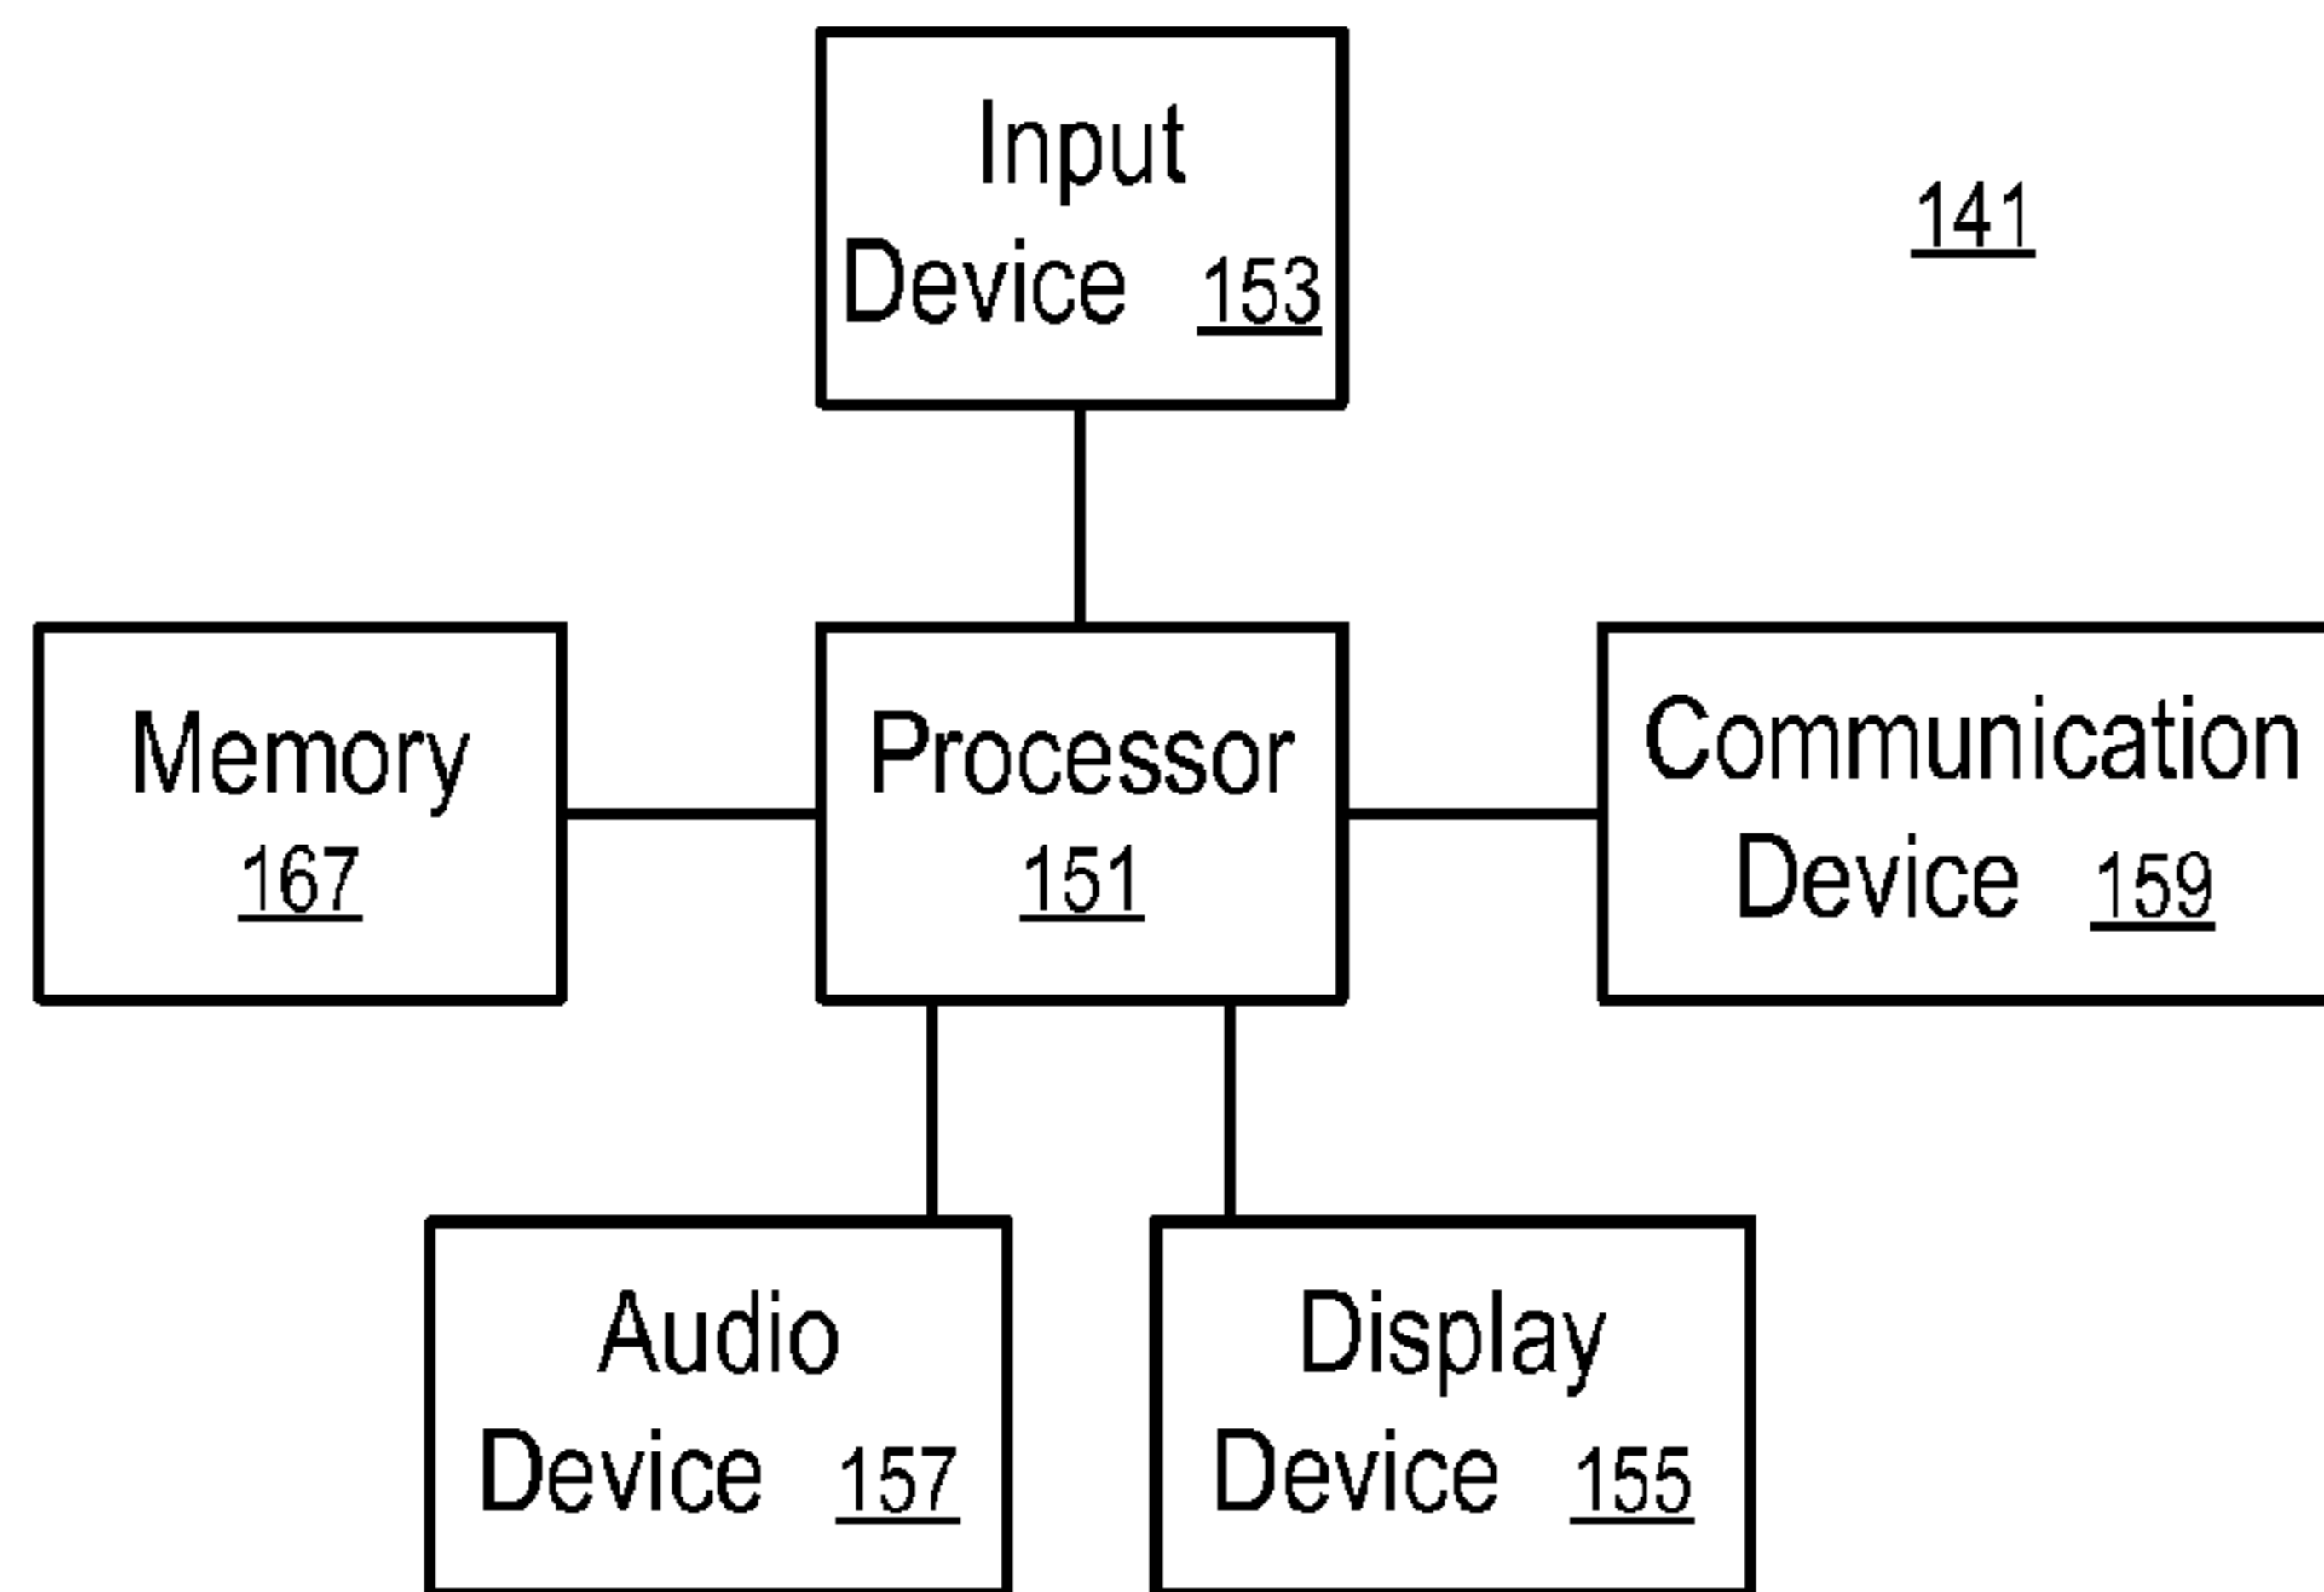 Input
Device 153
141
Memory
167
Processor
151
Communication
Device 159
Audio
Device 157
Display
Device 155